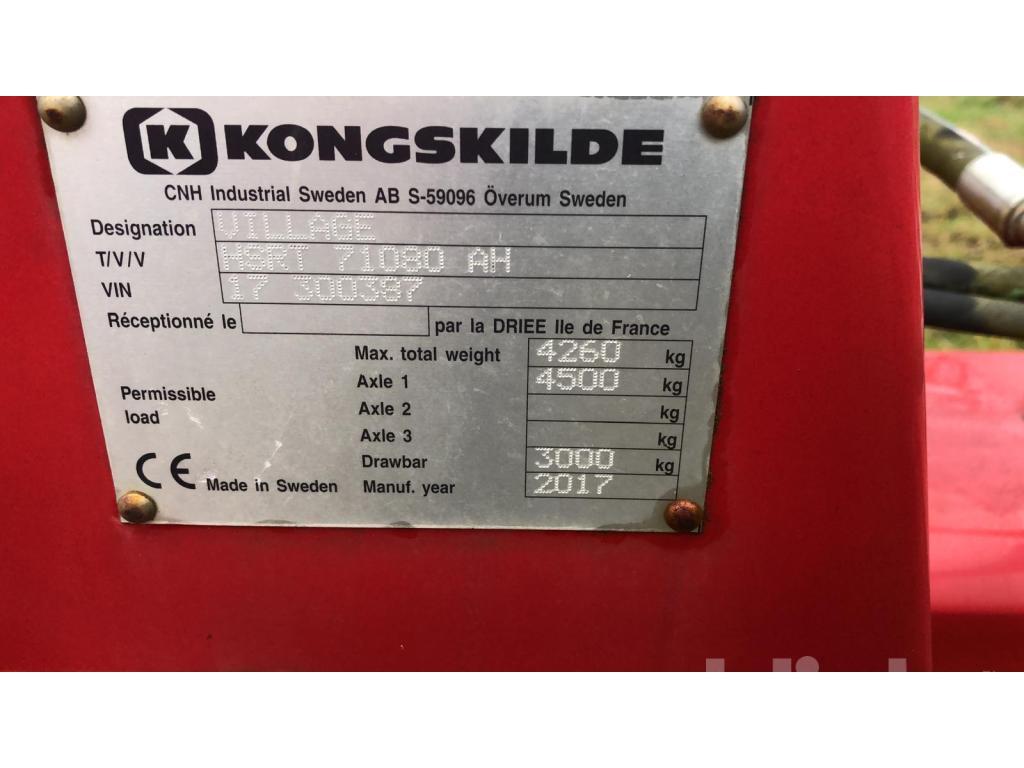 K KONGSKILDE
CNH Industrial Sweden AB S-59096 Överum Sweden
Designation VILLAGE
T/V/V HSRT 71080 AH
VIN 17 300387
Réceptionné le par la DRIEE Ile de France
Max. total weight 4260 kg
Permissible load
Axle 1 4500 kg
Axle 2 kg
Axle 3 kg
Drawbar 3000 kg
CE Made in Sweden Manuf. year 2017